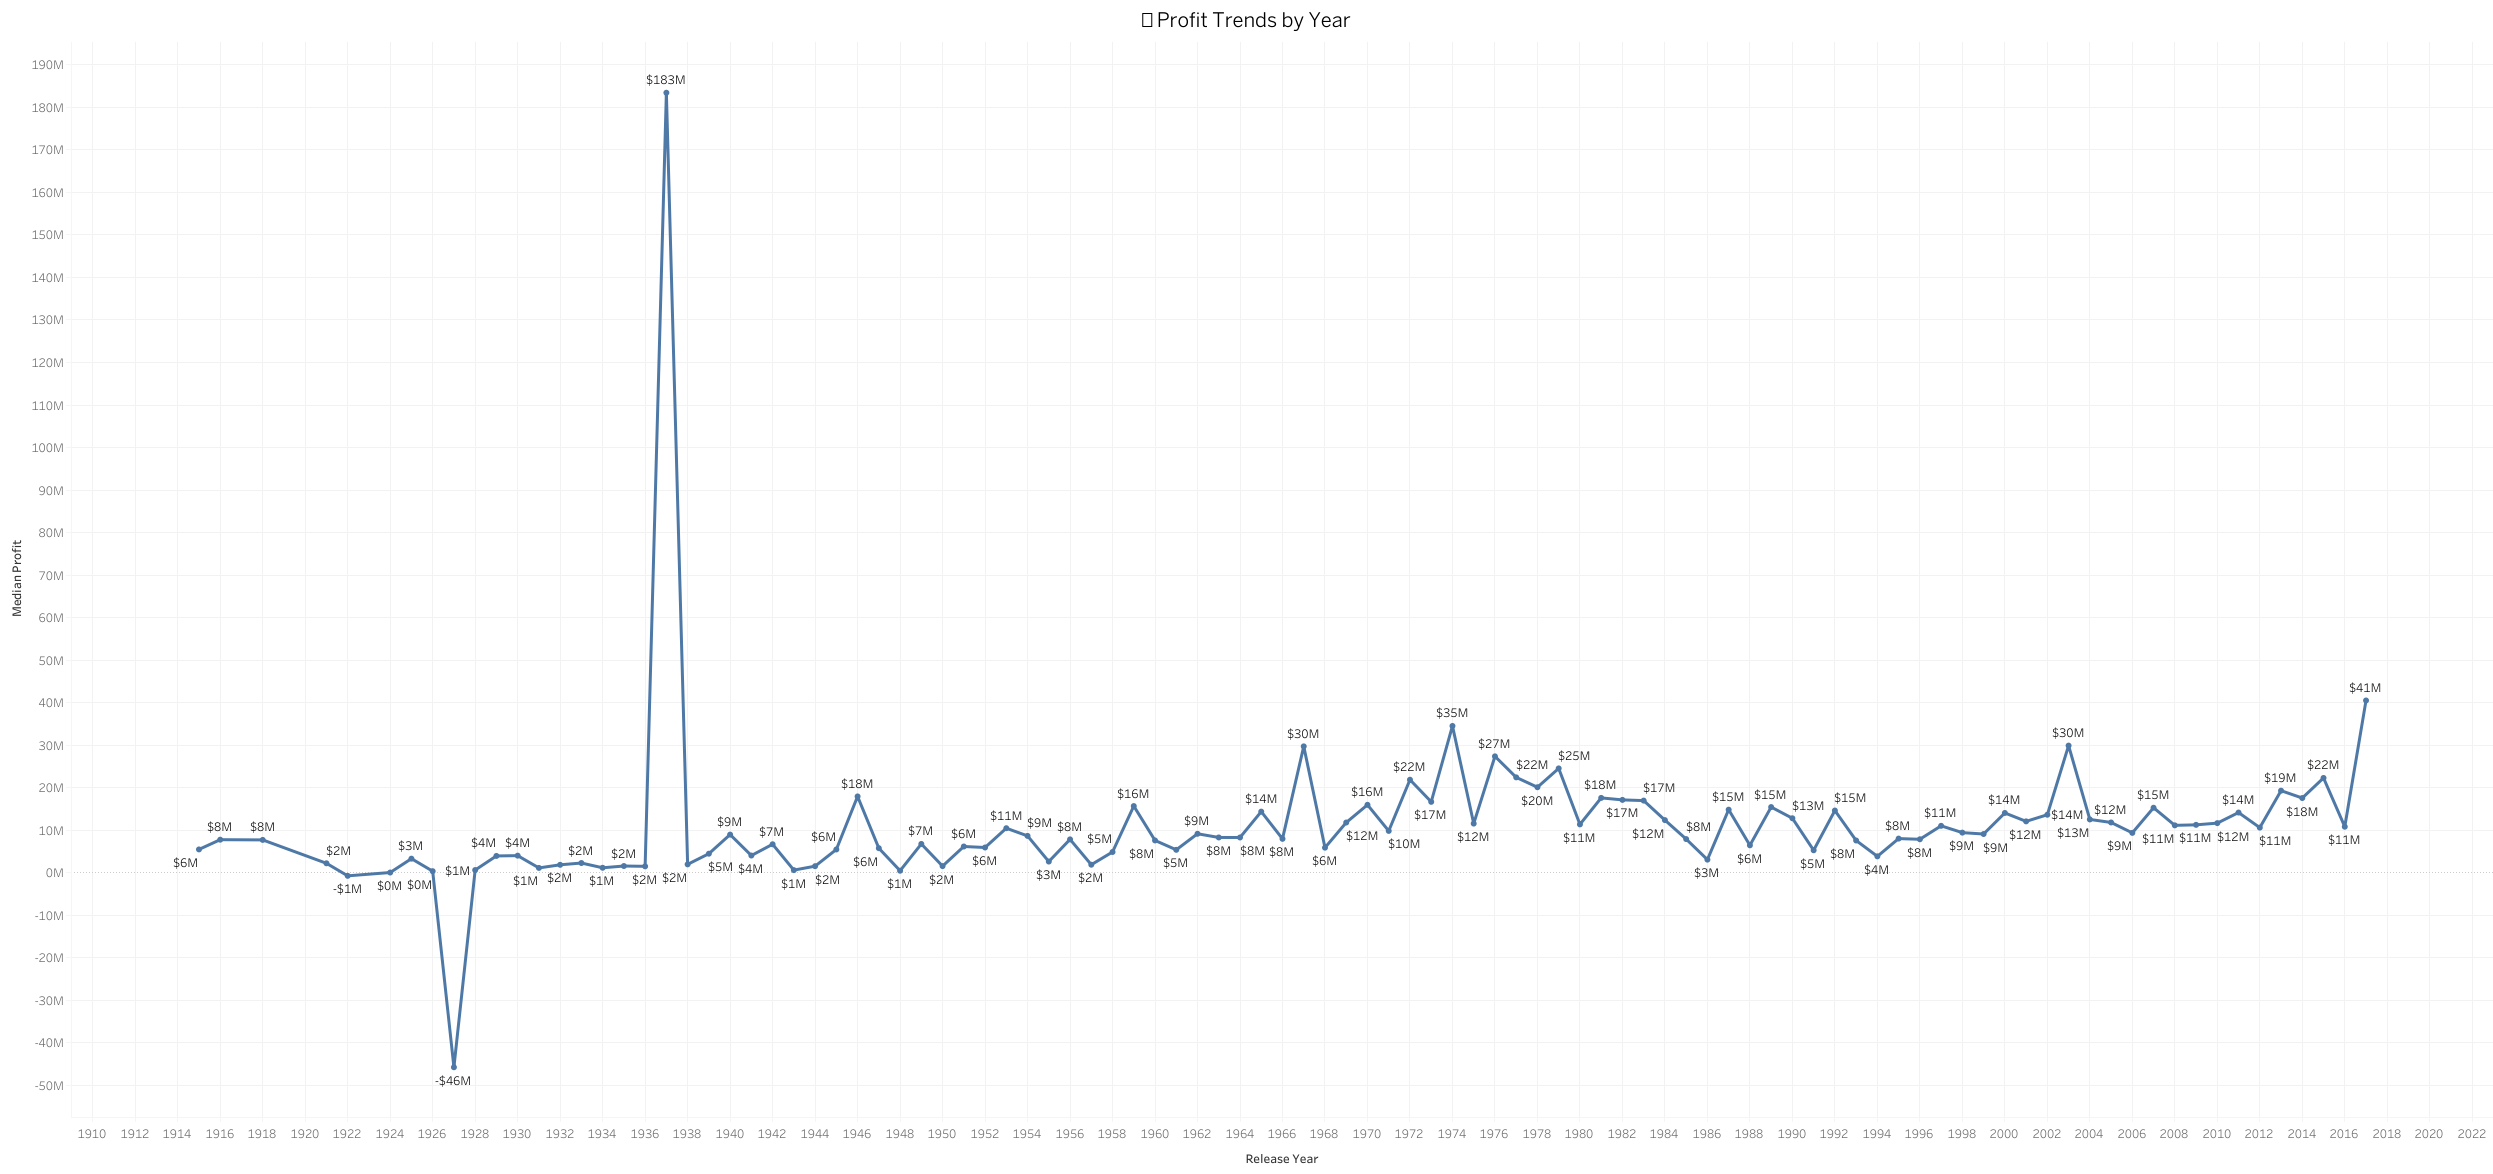 Profit Trends by Year
190M
180M
170M
160M
150M
140M
130M
120M
110M
100M
90M
80M
70M
60M
50M
40M
30M
20M
10M
0M
-10M
-20M
-30M
-40M
-50M
Median Profit
$6M
$8M
$8M
$2M
-$1M
$0M
$3M
$0M
-$46M
$1M
$4M
$4M
$1M
$2M
$2M
$1M
$2M
$2M
$183M
$2M
$5M
$9M
$4M
$7M
$1M
$2M
$6M
$18M
$6M
$1M
$7M
$2M
$6M
$6M
$11M
$9M
$3M
$8M
$2M
$5M
$16M
$8M
$5M
$9M
$8M
$8M
$14M
$8M
$30M
$6M
$12M
$16M
$10M
$22M
$17M
$35M
$12M
$27M
$22M
$20M
$25M
$11M
$18M
$17M
$17M
$12M
$8M
$3M
$15M
$6M
$15M
$13M
$5M
$15M
$8M
$4M
$8M
$8M
$11M
$9M
$9M
$14M
$12M
$14M
$30M
$13M
$12M
$9M
$15M
$11M
$11M
$12M
$14M
$11M
$19M
$18M
$22M
$11M
$41M
1910 1912 1914 1916 1918 1920 1922 1924 1926 1928 1930 1932 1934 1936 1938 1940 1942 1944 1946 1948 1950 1952 1954 1956 1958 1960 1962 1964 1966 1968 1970 1972 1974 1976 1978 1980 1982 1984 1986 1988 1990 1992 1994 1996 1998 2000 2002 2004 2006 2008 2010 2012 2014 2016 2018 2020 2022
Release Year